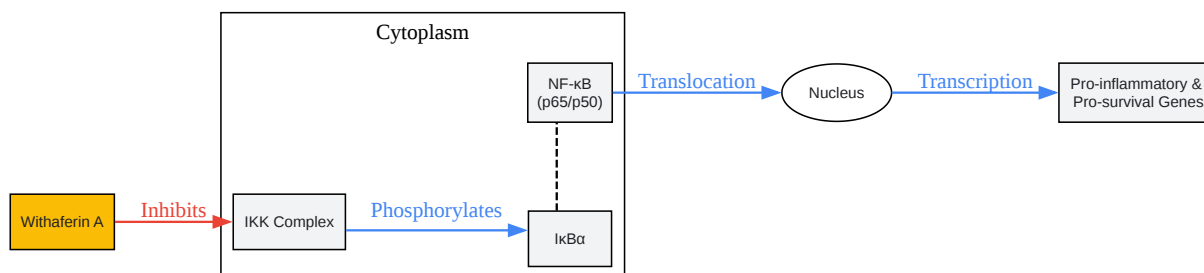 Cytoplasm
NF-κB
(p65/p50)
Translocation
Nucleus
Transcription
Pro-inflammatory &
Pro-survival Genes
Withaferin A
Inhibits
IKK Complex
Phosphorylates
IκBα